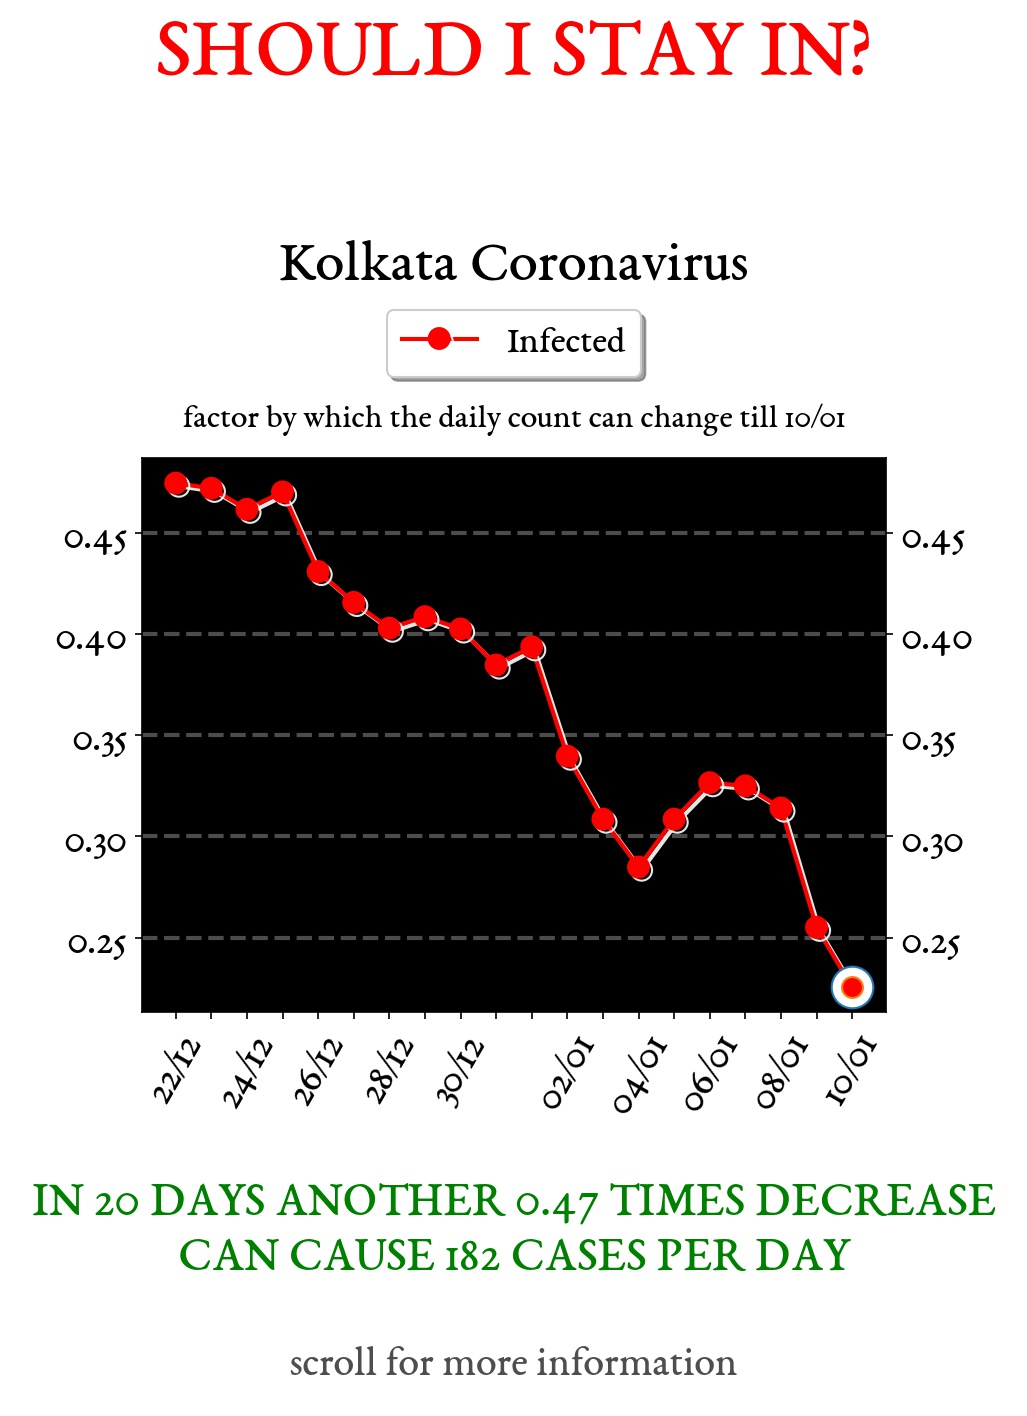 SHOULD I STAY IN?
Kolkata Coronavirus
Infected
factor by which the daily count can change till 10/01
0.45 0.45
0.40 0.40
0.35 0.35
0.30 0.30
0.25 0.25
22/12 24/12 26/12 28/12 30/12 02/01 04/01 06/01 08/01 10/01
IN 20 DAYS ANOTHER 0.47 TIMES DECREASE
CAN CAUSE 182 CASES PER DAY
scroll for more information